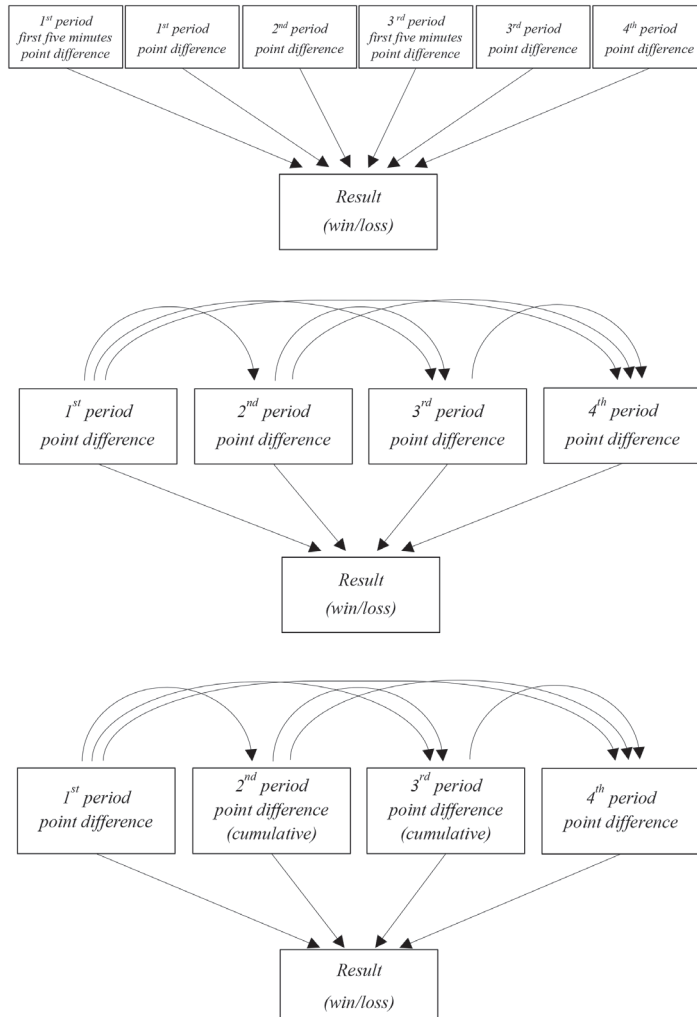 1st period
first five minutes
point difference
1st period
point difference
2nd period
point difference
3rd period
first five minutes
point difference
3rd period
point difference
4th period
point difference
Result
(win/loss)
1st period
point difference
2nd period
point difference
3rd period
point difference
4th period
point difference
Result
(win/loss)
1st period
point difference
2nd period
point difference
(cumulative)
3rd period
point difference
(cumulative)
4th period
point difference
Result
(win/loss)